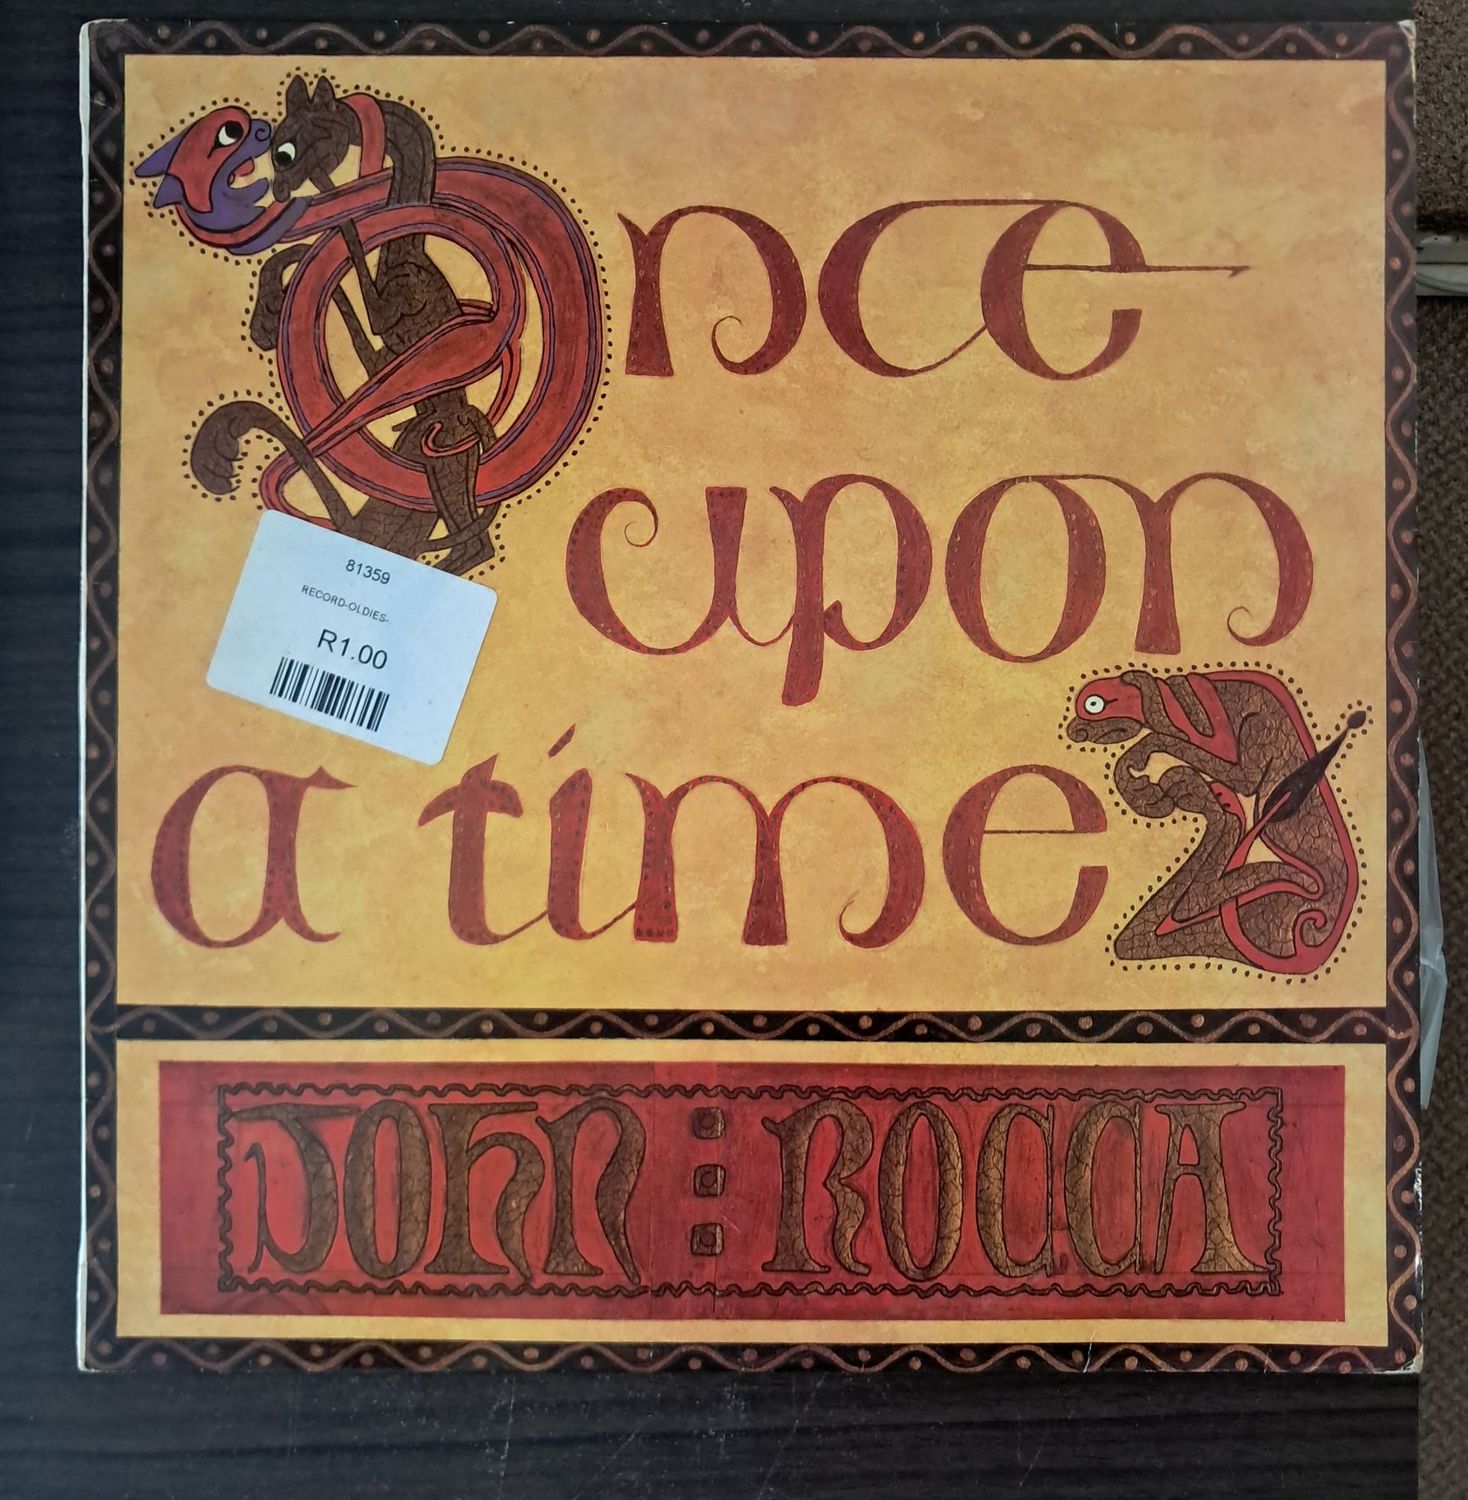 Once
upon
a time
81359
RECORD-OLDIES-
R1.00
JOHN ROCCA